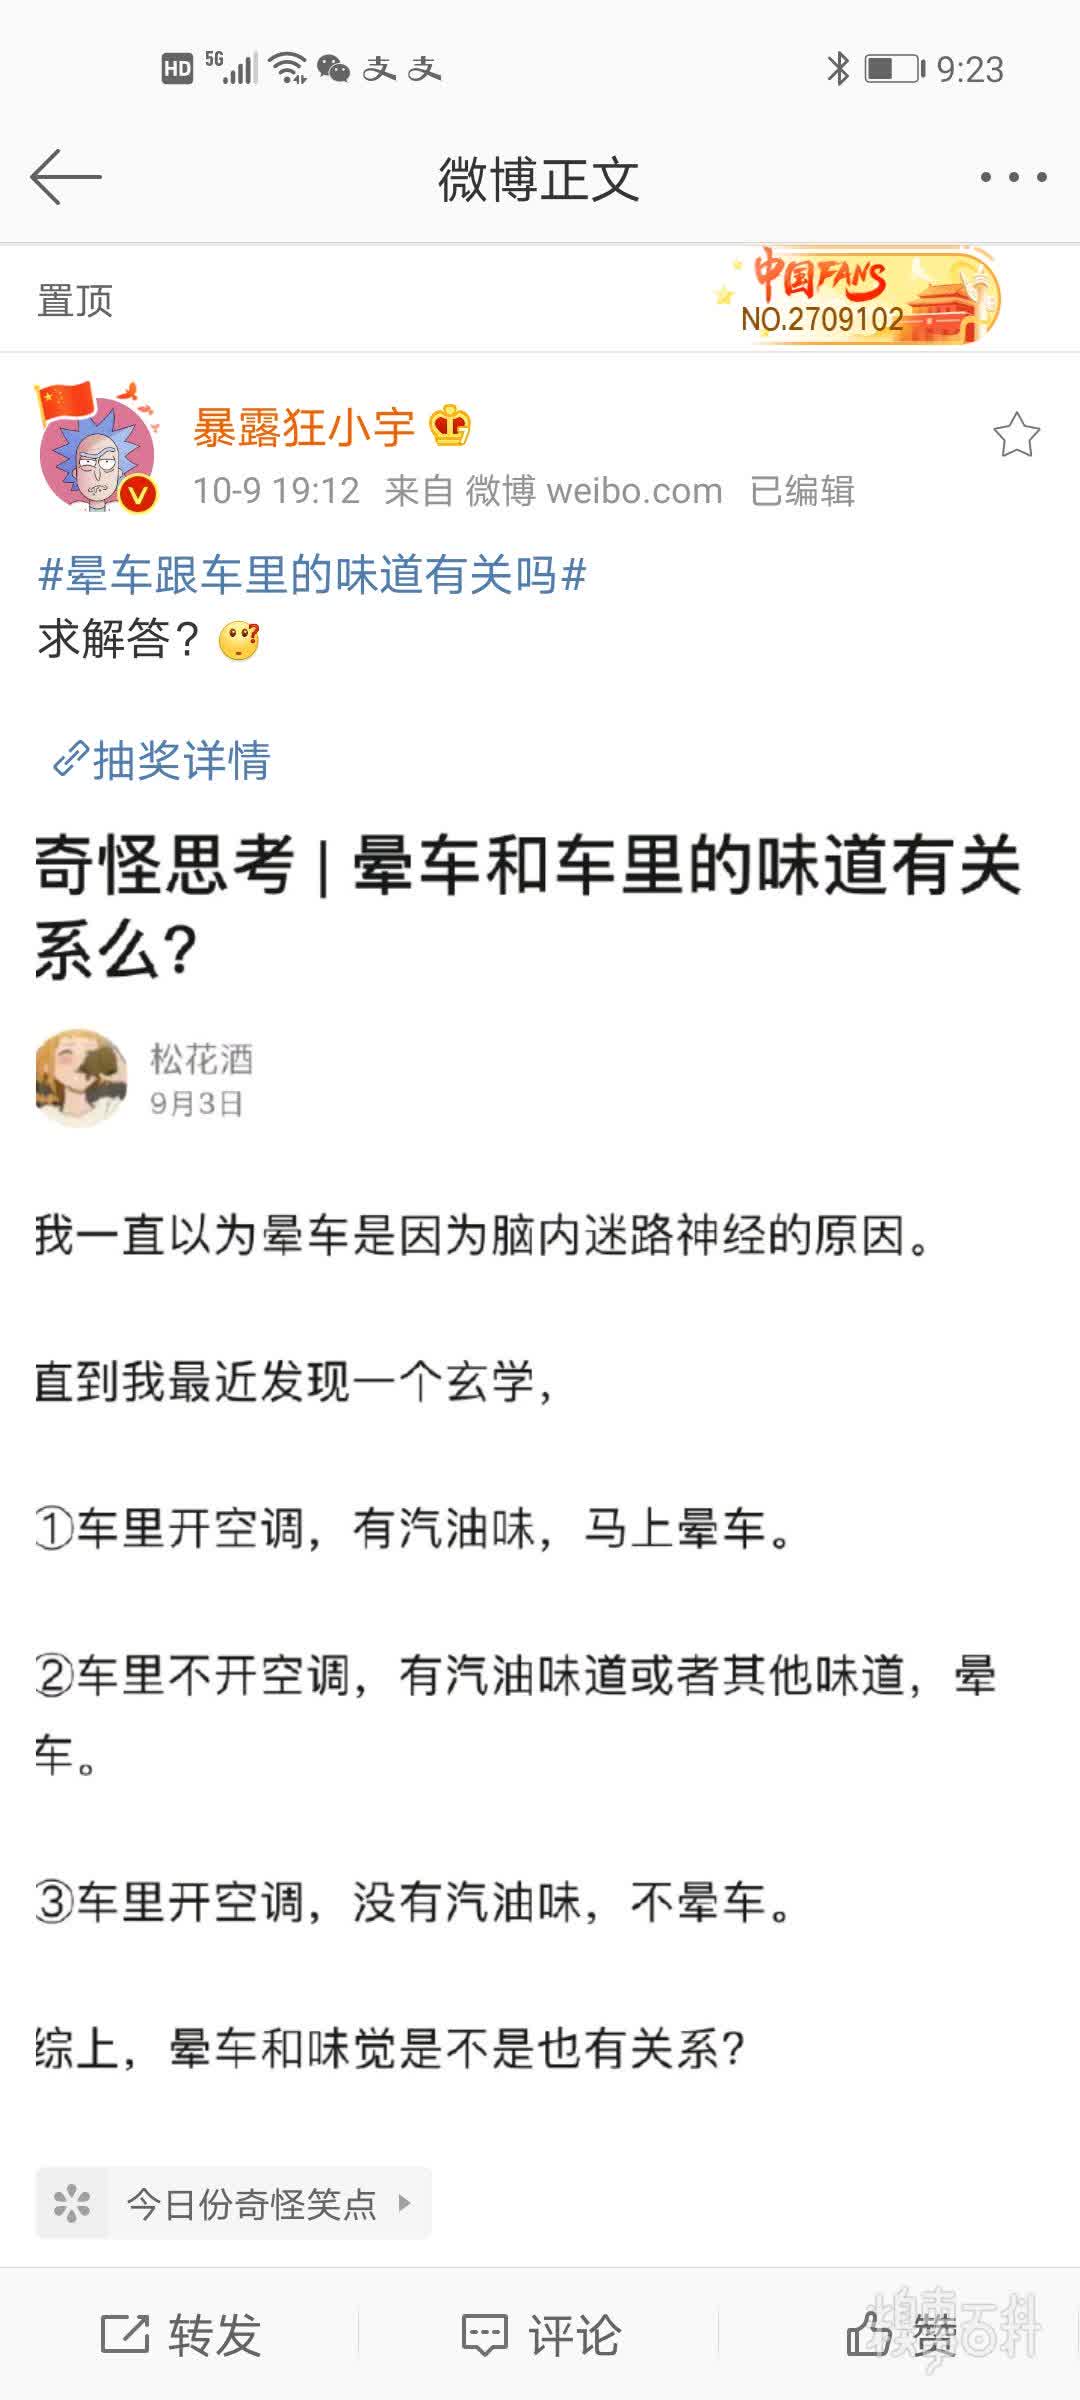 HD 5G 支 支 9:23
微博正文
置顶
中国FANS
NO.2709102
暴露狂小宇
10-9 19:12 来自 微博 weibo.com 已编辑
#晕车跟车里的味道有关吗#
求解答？
抽奖详情
奇怪思考 | 晕车和车里的味道有关
系么？
松花酒
9月3日
我一直以为晕车是因为脑内迷路神经的原因。
直到我最近发现一个玄学，
①车里开空调，有汽油味，马上晕车。
②车里不开空调，有汽油味道或者其他味道，晕
车。
③车里开空调，没有汽油味，不晕车。
综上，晕车和味觉是不是也有关系？
今日份奇怪笑点
转发 评论 赞